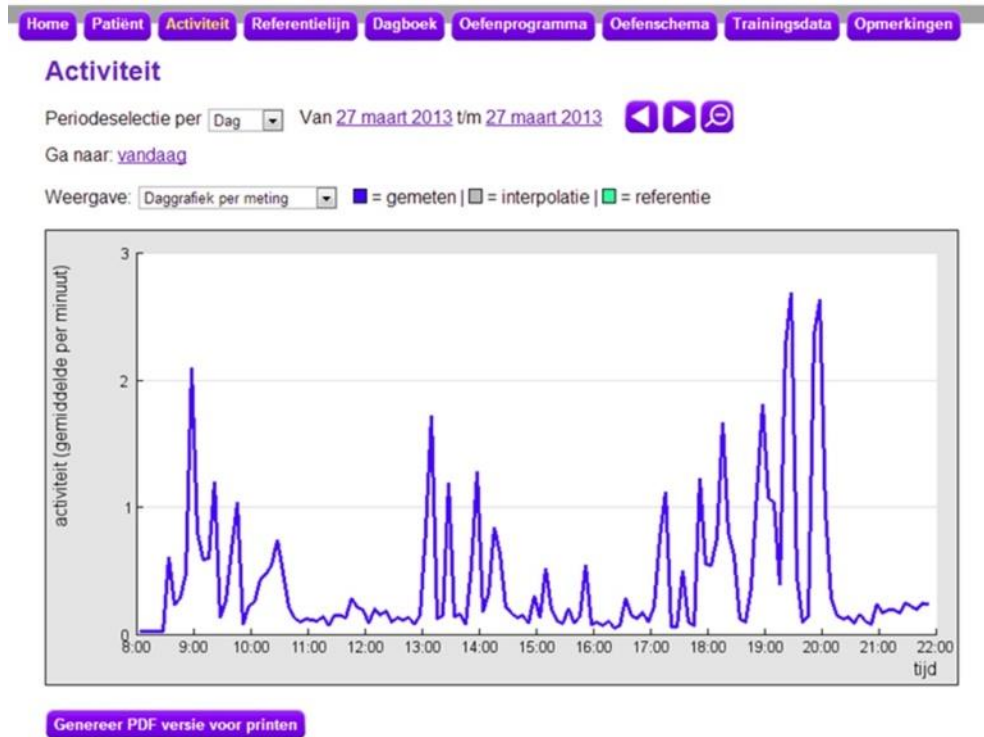 Home Patiënt Activiteit Referentielijn Dagboek Oefenprogramma Oefenschema Trainingsdata Opmerkingen
Activiteit
Periodeselectie per Dag Van 27 maart 2013 t/m 27 maart 2013
Ga naar: vandaag
Weergave: Daggrafiek per meting = gemeten | = interpolatie | = referentie
activiteit (gemiddelde per minuut)
3
2
1
0
8:00 9:00 10:00 11:00 12:00 13:00 14:00 15:00 16:00 17:00 18:00 19:00 20:00 21:00 22:00
tijd
Genereer PDF versie voor printen